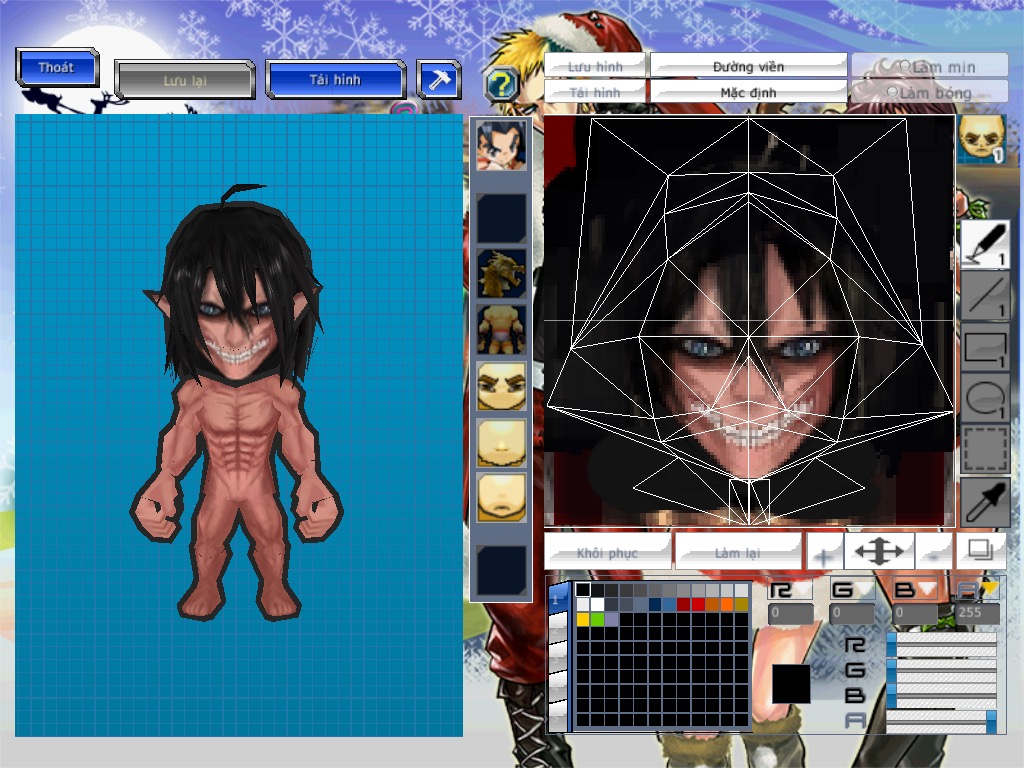 Thoát
Lưu lại
Tải hình
?
Lưu hình
Đường viền
Làm mịn
Tải hình
Mặc định
Làm bóng
1
1
1
1
1
Khôi phục
Làm lại
+
-
1
R
G
B
A
0
0
0
255
R
G
B
A